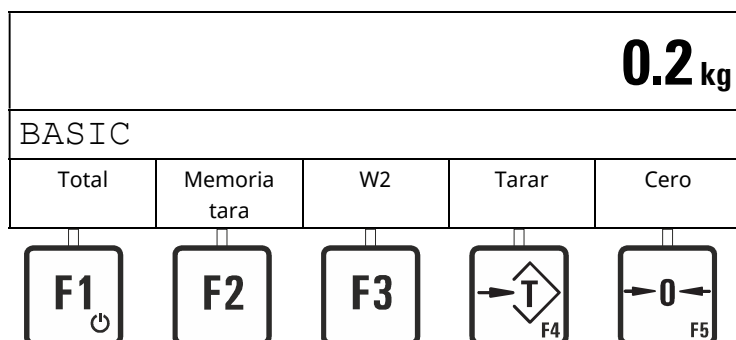 0.2 kg
BASIC
Total Memoria tara W2 Tarar Cero
F1 F2 F3 T F4 0 F5